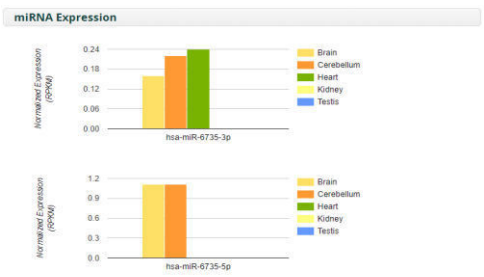 miRNA Expression
Normalized Expression
(RPKM)
0.24
0.18
0.12
0.06
0.00
hsa-miR-6735-3p
Brain
Cerebellum
Heart
Kidney
Testis
Normalized Expression
(RPKM)
1.2
0.9
0.6
0.3
0.0
hsa-miR-6735-5p
Brain
Cerebellum
Heart
Kidney
Testis